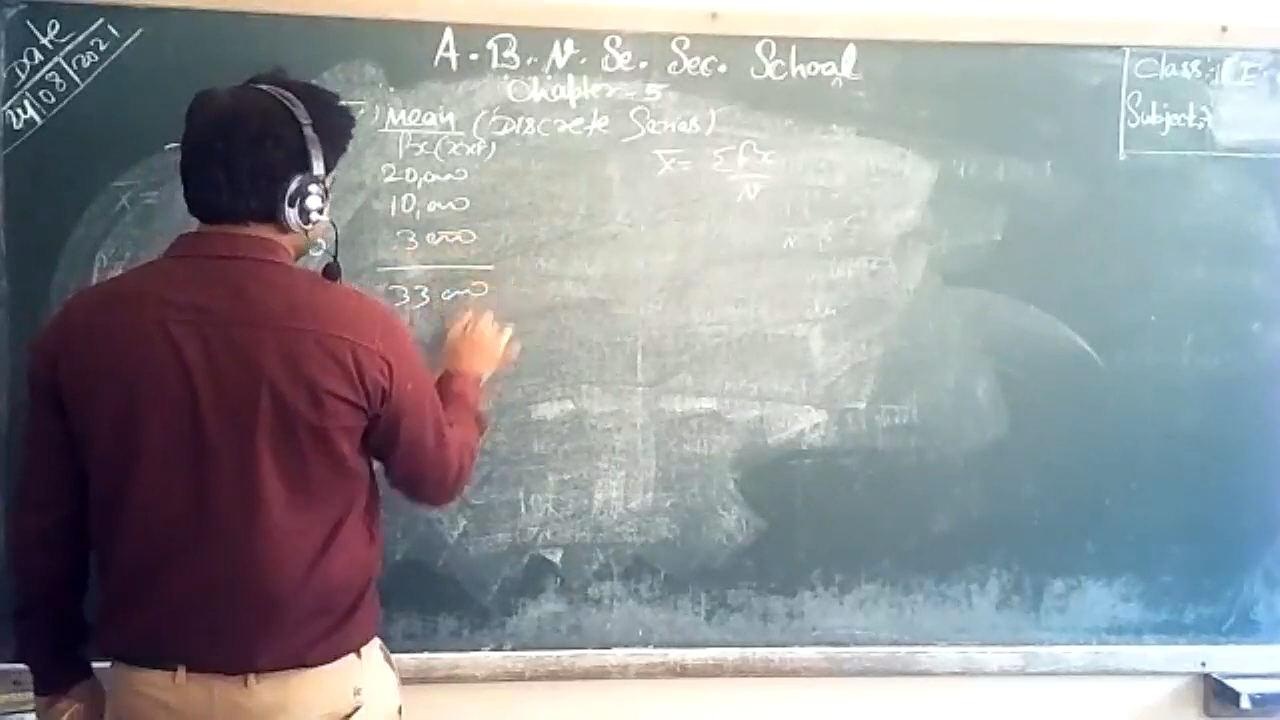 Date
24/08/2021
A.B.N. Se. Sec. School
Chapter-5
Mean (Discrete Series)
fx(x×f)
20,000
10,000
3000
33000
x̄ = Σfx
N
x̄ =
Class:
Subject: